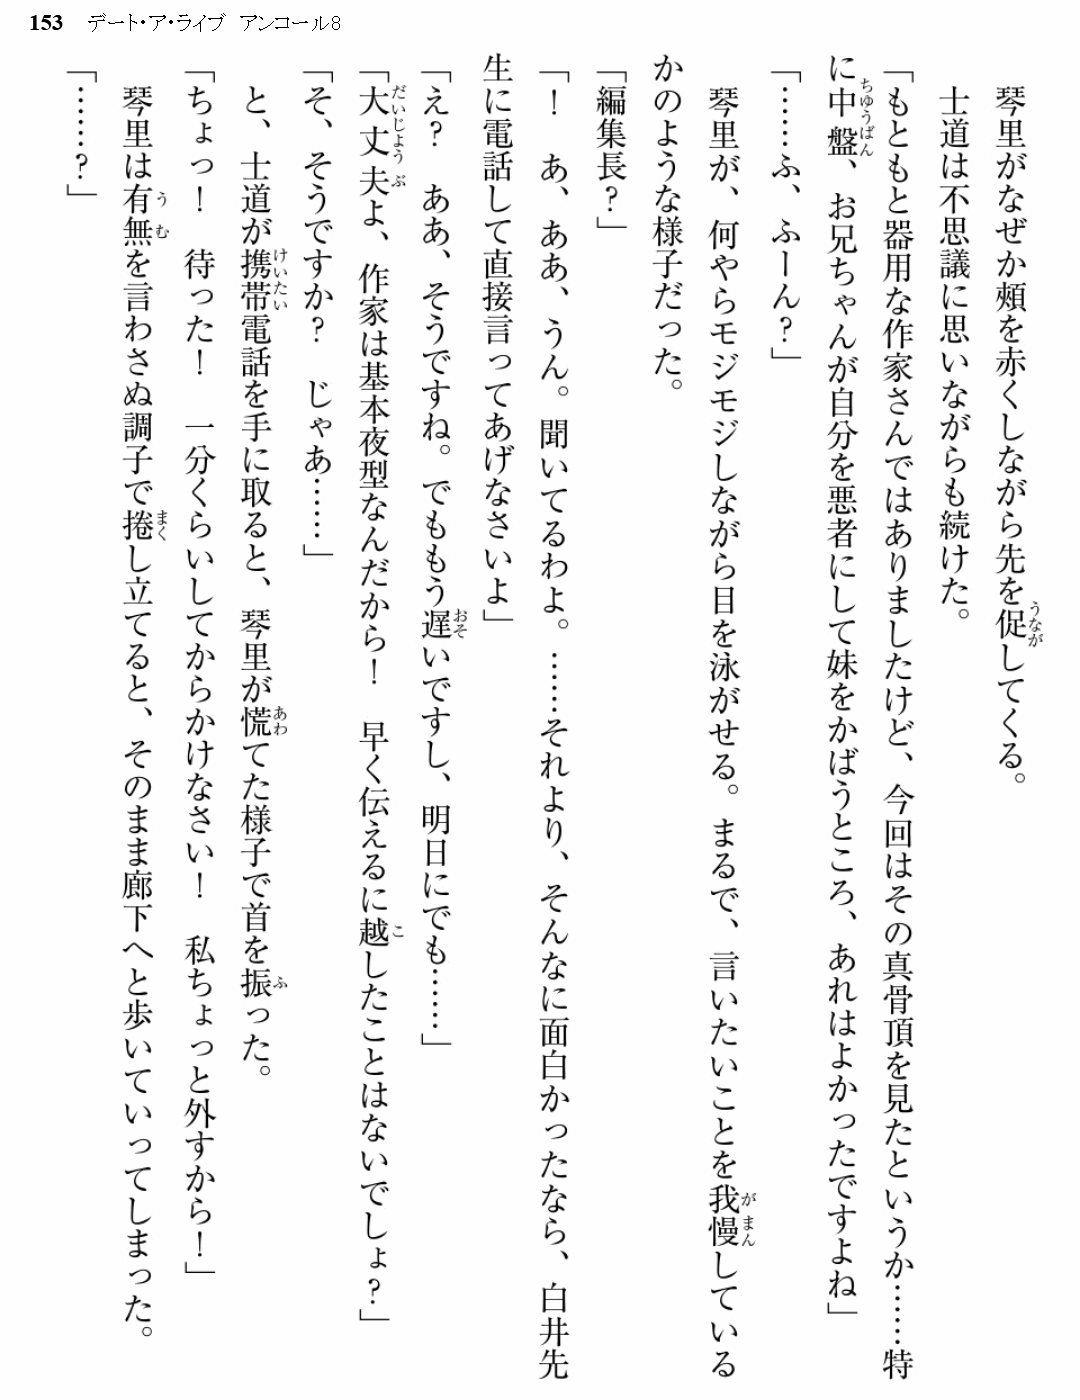 153 デート・ア・ライブ アンコール8
　琴里がなぜか頰を赤くしながら先を促してくる。
　士道は不思議に思いながらも続けた。
「もともと器用な作家さんではありましたけど、今回はその真骨頂を見たというか……特
に中盤、お兄ちゃんが自分を悪者にして妹をかばうところ、あれはよかったですよね」
「……ふ、ふーん？」
　琴里が、何やらモジモジしながら目を泳がせる。まるで、言いたいことを我慢している
かのような様子だった。
「編集長？」
「！　あ、ああ、うん。聞いてるわよ。……それより、そんなに面白かったなら、白井先
生に電話して直接言ってあげなさいよ」
「え？　ああ、そうですね。でももう遅いですし、明日にでも……」
「大丈夫よ、作家は基本夜型なんだから！　早く伝えるに越したことはないでしょ？」
「そ、そうですか？　じゃあ……」
　と、士道が携帯電話を手に取ると、琴里が慌てた様子で首を振った。
「ちょっ！　待った！　一分くらいしてからかけなさい！　私ちょっと外すから！」
　琴里は有無を言わさぬ調子で捲し立てると、そのまま廊下へと歩いていってしまった。
「……？」